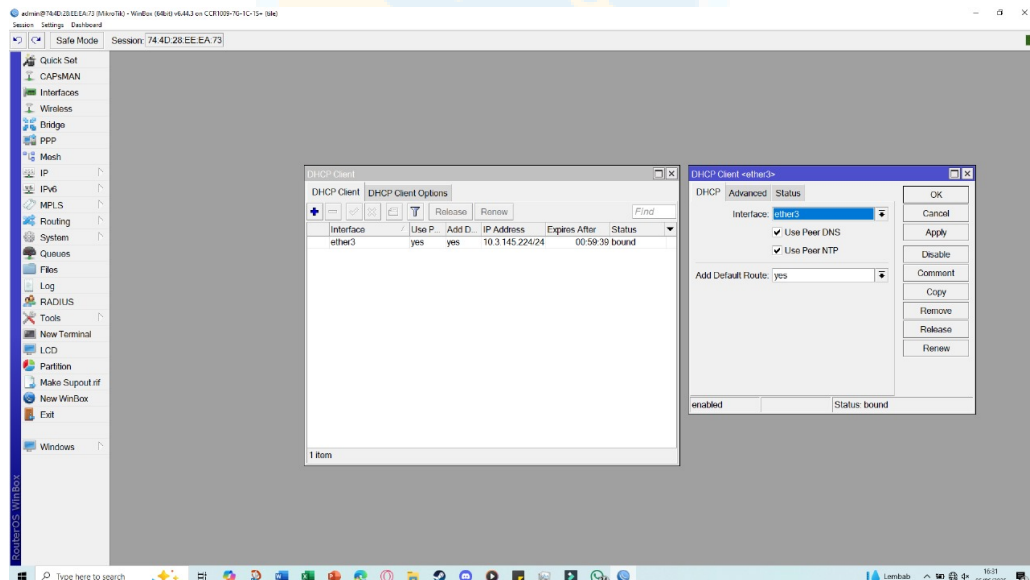 admin@74:4D:28:EE:EA:73 (MikroTik) - WinBox (64bit) v6.44.3 on CCR1009-7G-1C-1S+ (tile)
Session Settings Dashboard
Safe Mode Session: 74:4D:28:EE:EA:73
Quick Set
CAPsMAN
Interfaces
Wireless
Bridge
PPP
Mesh
IP
IPv6
MPLS
Routing
System
Queues
Files
Log
RADIUS
Tools
New Terminal
LCD
Partition
Make Supout.rif
New WinBox
Exit
Windows
RouterOS WinBox
DHCP Client
DHCP Client DHCP Client Options
Release Renew Find
Interface Use P... Add D... IP Address Expires After Status
ether3 yes yes 10.3.145.224/24 00:59:39 bound
1 item
DHCP Client <ether3>
DHCP Advanced Status
Interface: ether3
Use Peer DNS
Use Peer NTP
Add Default Route: yes
OK
Cancel
Apply
Disable
Comment
Copy
Remove
Release
Renew
enabled Status: bound
Type here to search
Lembab
16:31